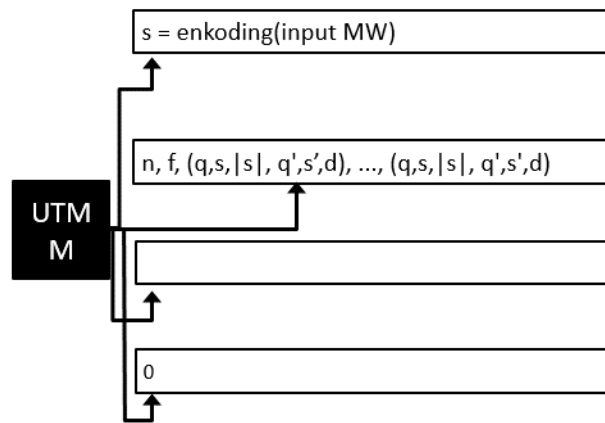 s = enkoding(input MW)
n, f, (q,s,|s|, q',s’,d), ..., (q,s,|s|, q',s',d)
UTM
M
0